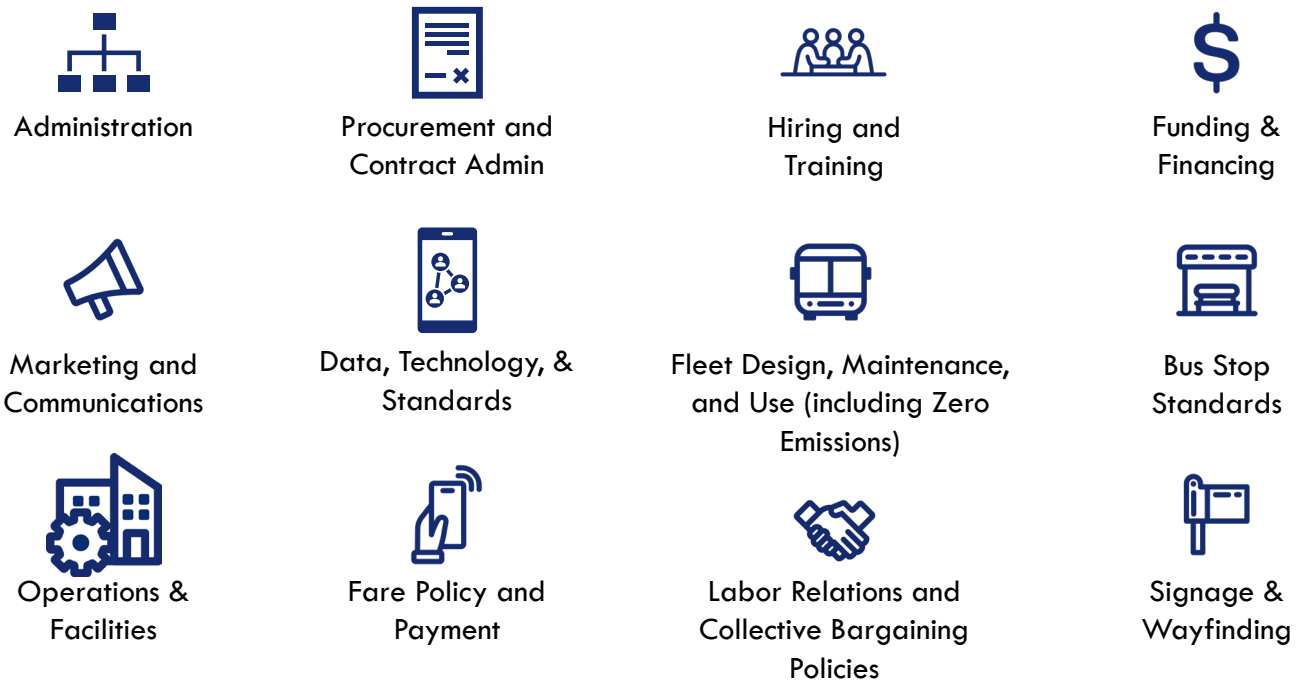 Administration
Procurement and
Contract Admin
Hiring and
Training
Funding &
Financing
Marketing and
Communications
Data, Technology, &
Standards
Fleet Design, Maintenance,
and Use (including Zero
Emissions)
Bus Stop
Standards
Operations &
Facilities
Fare Policy and
Payment
Labor Relations and
Collective Bargaining
Policies
Signage &
Wayfinding